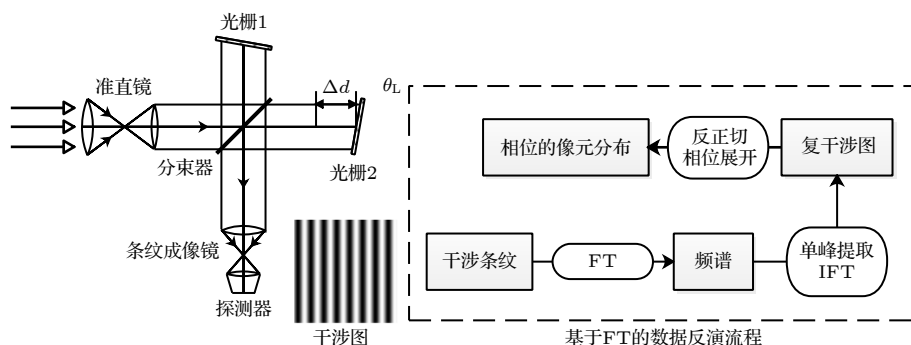 光栅1
准直镜
Δd
θL
分束器
光栅2
条纹成像镜
探测器
干涉图
相位的像元分布
反正切
相位展开
复干涉图
干涉条纹
FT
频谱
单峰提取
IFT
基于FT的数据反演流程